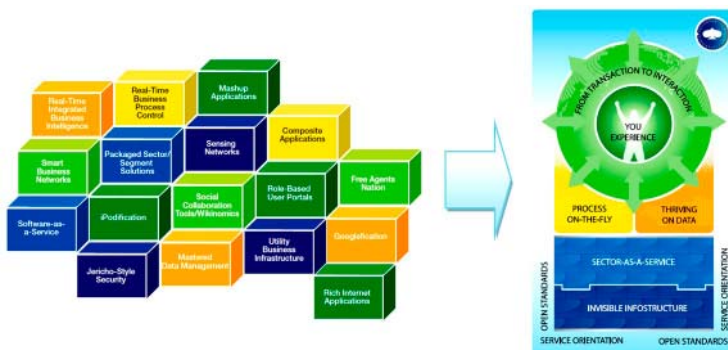 Real-Time
Integrated
Business
Intelligence
Real-Time
Business
Process
Control
Mashup
Applications
Smart
Business
Networks
Packaged Sector/
Segment
Solutions
Sensing
Networks
Composite
Applications
Software-as-
a-Service
iPodification
Social
Collaboration
Tools/Wikinomics
Role-Based
User Portals
Free Agents
Nation
Jericho-Style
Security
Mastered
Data Management
Utility
Business
Infrastructure
Googlefication
Rich Internet
Applications
FROM TRANSACTION TO INTERACTION
YOU
EXPERIENCE
PROCESS
ON-THE-FLY
THRIVING
ON DATA
SECTOR-AS-A-SERVICE
INVISIBLE INFOSTRUCTURE
OPEN STANDARDS
SERVICE ORIENTATION
SERVICE ORIENTATION
OPEN STANDARDS